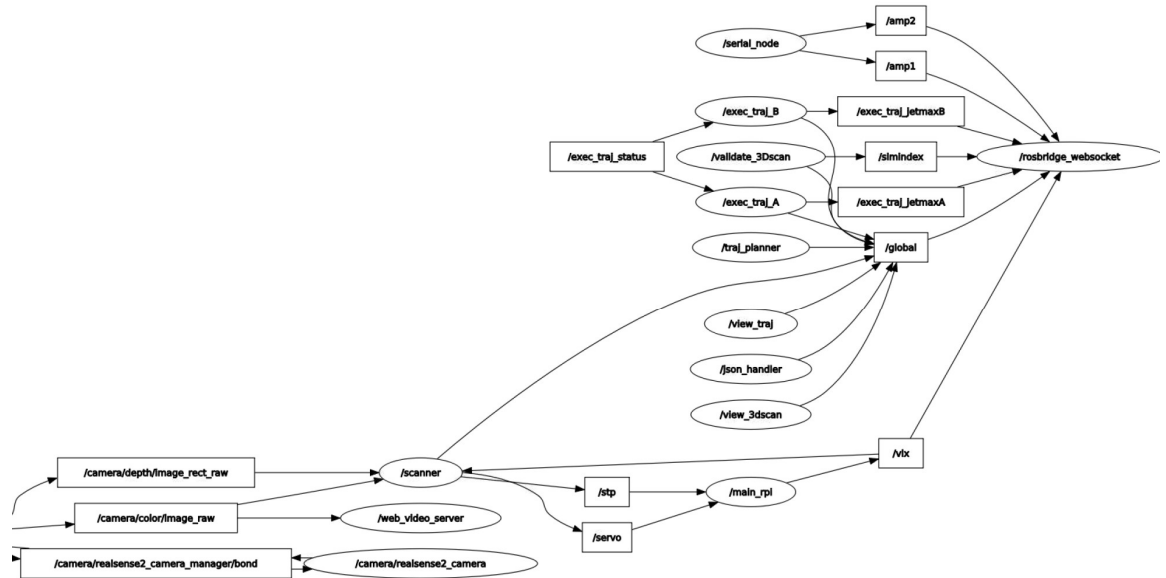 /amp2
/serial_node
/amp1
/exec_traj_B
/exec_traj_jetmaxB
/exec_traj_status
/validate_3Dscan
/simindex
/rosbridge_websocket
/exec_traj_A
/exec_traj_jetmaxA
/traj_planner
/global
/view_traj
/json_handler
/view_3dscan
/vlx
/camera/depth/image_rect_raw
/scanner
/stp
/main_rpi
/camera/color/image_raw
/web_video_server
/servo
/camera/realsense2_camera_manager/bond
/camera/realsense2_camera